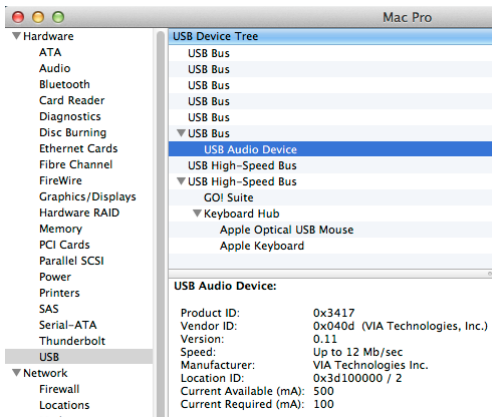 Mac Pro
Hardware
ATA
Audio
Bluetooth
Card Reader
Diagnostics
Disc Burning
Ethernet Cards
Fibre Channel
FireWire
Graphics/Displays
Hardware RAID
Memory
PCI Cards
Parallel SCSI
Power
Printers
SAS
Serial-ATA
Thunderbolt
USB
Network
Firewall
Locations
USB Device Tree
USB Bus
USB Bus
USB Bus
USB Bus
USB Bus
USB Bus
USB Audio Device
USB High-Speed Bus
USB High-Speed Bus
GO! Suite
Keyboard Hub
Apple Optical USB Mouse
Apple Keyboard
USB Audio Device:
Product ID: 0x3417
Vendor ID: 0x040d (VIA Technologies, Inc.)
Version: 0.11
Speed: Up to 12 Mb/sec
Manufacturer: VIA Technologies Inc.
Location ID: 0x3d100000 / 2
Current Available (mA): 500
Current Required (mA): 100